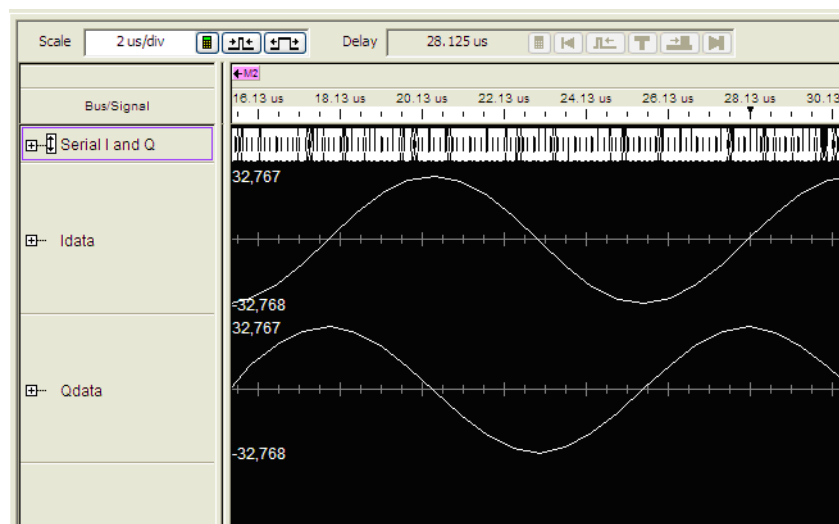 Scale 2 us/div Delay 28.125 us
M2
Bus/Signal
16.13 us 18.13 us 20.13 us 22.13 us 24.13 us 26.13 us 28.13 us 30.13
Serial I and Q
32,767
Idata
-32,768
32,767
Qdata
-32,768